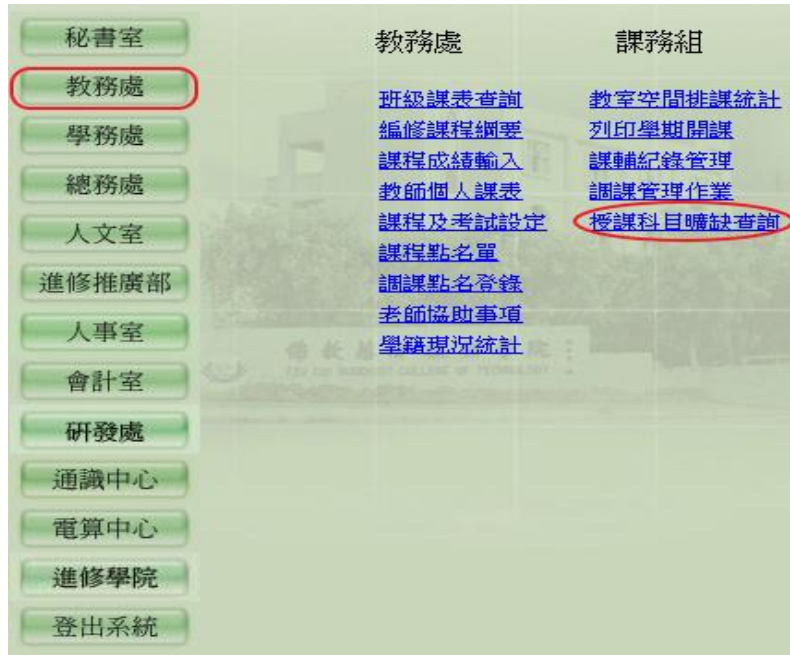 秘書室
教務處
學務處
總務處
人文室
進修推廣部
人事室
會計室
研發處
通識中心
電算中心
進修學院
登出系統
教務處
班級課表查詢
編修課程綱要
課程成績輸入
教師個人課表
課程及考試設定
課程點名單
調課點名登錄
老師協助事項
學籍現況統計
課務組
教室空間排課統計
列印學期開課
課輔紀錄管理
調課管理作業
授課科目曠缺查詢